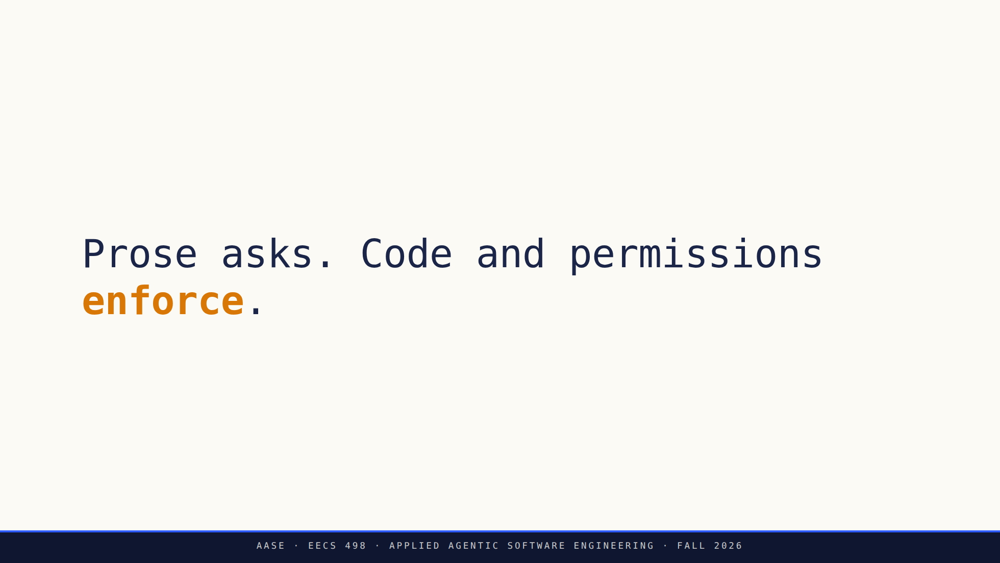 Prose asks. Code and permissions
enforce.
AASE · EECS 498 · APPLIED AGENTIC SOFTWARE ENGINEERING · FALL 2026